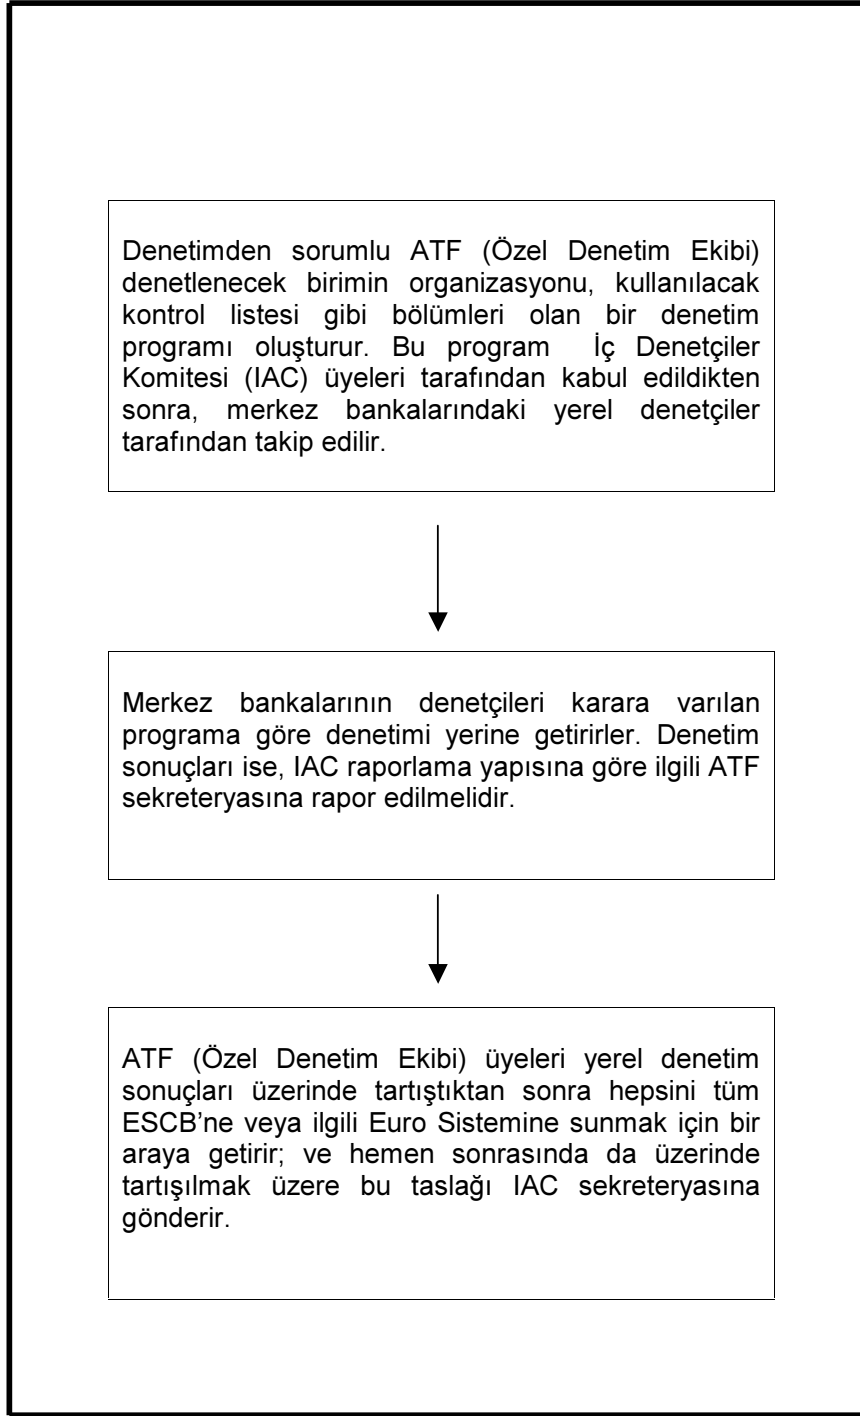 Denetimden sorumlu ATF (Özel Denetim Ekibi)
denetlenecek birimin organizasyonu, kullanılacak
kontrol listesi gibi bölümleri olan bir denetim
programı oluşturur. Bu program İç Denetçiler
Komitesi (IAC) üyeleri tarafından kabul edildikten
sonra, merkez bankalarındaki yerel denetçiler
tarafından takip edilir.
Merkez bankalarının denetçileri karara varılan
programa göre denetimi yerine getirirler. Denetim
sonuçları ise, IAC raporlama yapısına göre ilgili ATF
sekreteryasına rapor edilmelidir.
ATF (Özel Denetim Ekibi) üyeleri yerel denetim
sonuçları üzerinde tartıştıktan sonra hepsini tüm
ESCB’ne veya ilgili Euro Sistemine sunmak için bir
araya getirir; ve hemen sonrasında da üzerinde
tartışılmak üzere bu taslağı IAC sekreteryasına
gönderir.